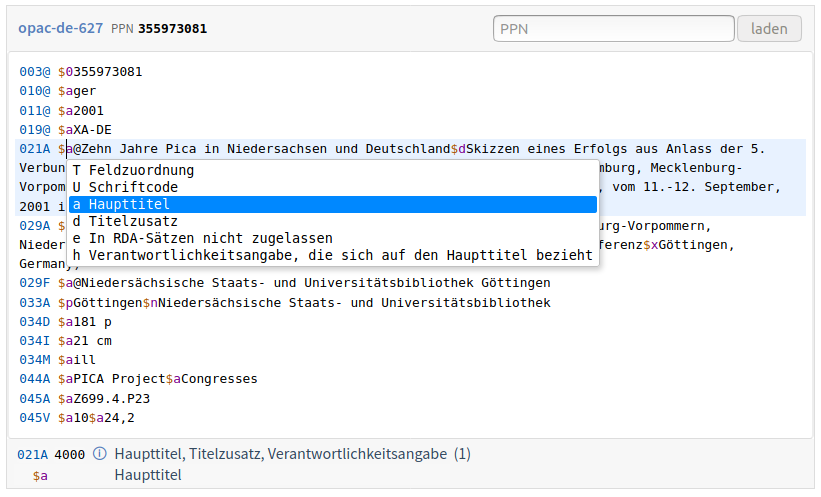 opac-de-627 PPN 355973081 PPN laden
003@ $0355973081
010@ $ager
011@ $a2001
019@ $aXA-DE
021A $a@Zehn Jahre Pica in Niedersachsen und Deutschland$dSkizzen eines Erfolgs aus Anlass der 5.
Verbun mburg, Mecklenburg-
Vorpom , vom 11.-12. September,
2001 i
T Feldzuordnung
U Schriftcode
a Haupttitel
d Titelzusatz
e In RDA-Sätzen nicht zugelassen
h Verantwortlichkeitsangabe, die sich auf den Haupttitel bezieht
029A $ urg-Vorpommern,
Nieder ferenz$xGöttingen,
Germany,
029F $a@Niedersächsische Staats- und Universitätsbibliothek Göttingen
033A $pGöttingen$nNiedersächsische Staats- und Universitätsbibliothek
034D $a181 p
034I $a21 cm
034M $aill
044A $aPICA Project$aCongresses
045A $aZ699.4.P23
045V $a10$a24,2
021A 4000 ⓘ Haupttitel, Titelzusatz, Verantwortlichkeitsangabe (1)
$a Haupttitel